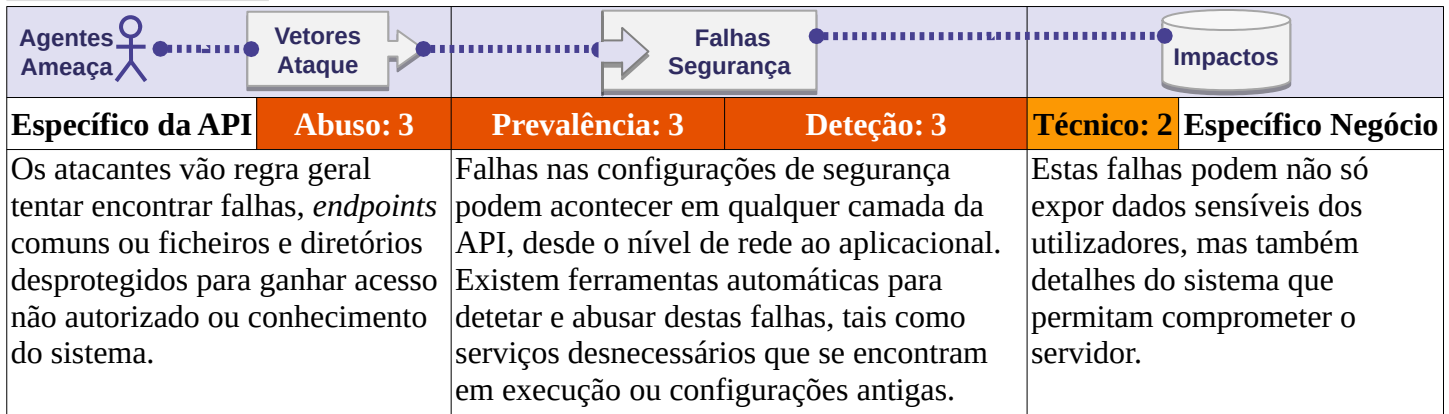 Agentes
Ameaça
Vetores
Ataque
Falhas
Segurança
Impactos
Específico da API
Abuso: 3
Prevalência: 3
Deteção: 3
Técnico: 2
Específico Negócio
Os atacantes vão regra geral
tentar encontrar falhas, endpoints
comuns ou ficheiros e diretórios
desprotegidos para ganhar acesso
não autorizado ou conhecimento
do sistema.
Falhas nas configurações de segurança
podem acontecer em qualquer camada da
API, desde o nível de rede ao aplicacional.
Existem ferramentas automáticas para
detetar e abusar destas falhas, tais como
serviços desnecessários que se encontram
em execução ou configurações antigas.
Estas falhas podem não só
expor dados sensíveis dos
utilizadores, mas também
detalhes do sistema que
permitam comprometer o
servidor.